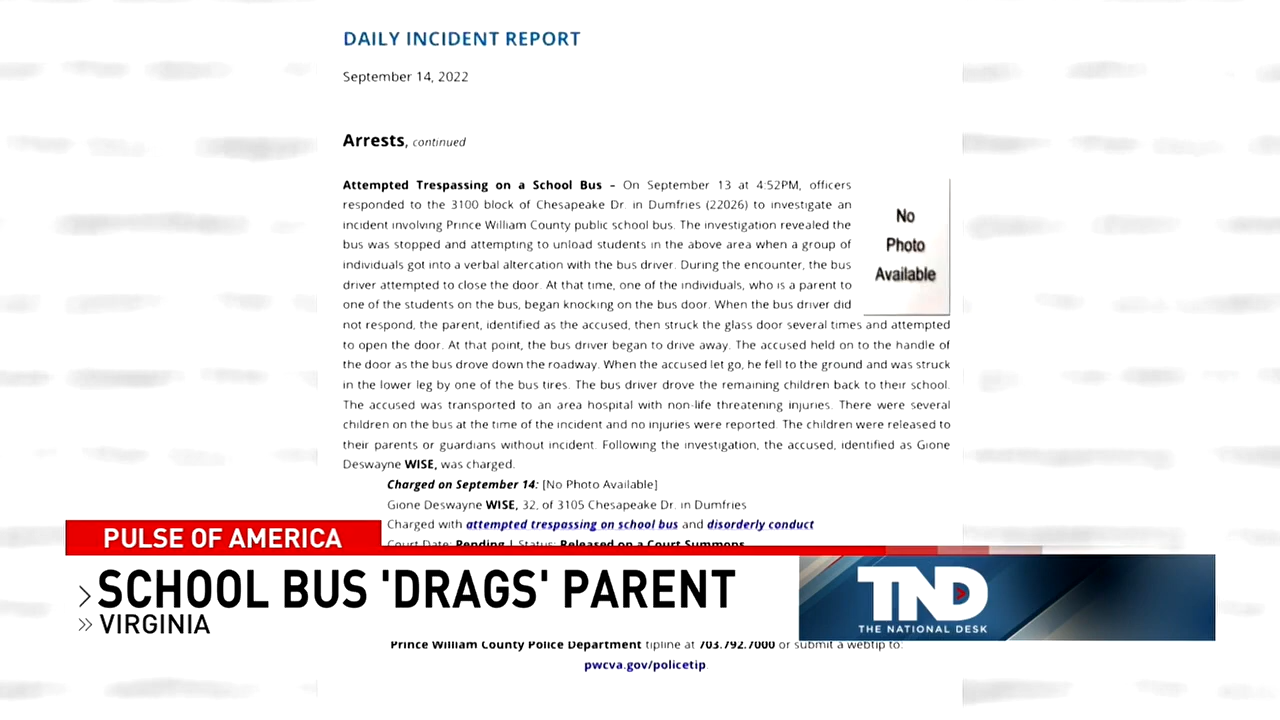 DAILY INCIDENT REPORT
September 14, 2022
Arrests, continued
Attempted Trespassing on a School Bus – On September 13 at 4:52PM, officers
responded to the 3100 block of Chesapeake Dr. in Dumfries (22026) to investigate an
incident involving Prince William County public school bus. The investigation revealed the
bus was stopped and attempting to unload students in the above area when a group of
individuals got into a verbal altercation with the bus driver. During the encounter, the bus
driver attempted to close the door. At that time, one of the individuals, who is a parent to
one of the students on the bus, began knocking on the bus door. When the bus driver did
not respond, the parent, identified as the accused, then struck the glass door several times and attempted
to open the door. At that point, the bus driver began to drive away. The accused held on to the handle of
the door as the bus drove down the roadway. When the accused let go, he fell to the ground and was struck
in the lower leg by one of the bus tires. The bus driver drove the remaining children back to their school.
The accused was transported to an area hospital with non-life threatening injuries. There were several
children on the bus at the time of the incident and no injuries were reported. The children were released to
their parents or guardians without incident. Following the investigation, the accused, identified as Gione
Deswayne WISE, was charged.
No
Photo
Available
Charged on September 14: [No Photo Available]
Gione Deswayne WISE, 32, of 3105 Chesapeake Dr. in Dumfries
Charged with attempted trespassing on school bus and disorderly conduct
Court Date: Pending | Status: Released on a Court Summons
PULSE OF AMERICA
SCHOOL BUS 'DRAGS' PARENT
VIRGINIA
TND
THE NATIONAL DESK
Prince William County Police Department tipline at 703.792.7000 or submit a webtip to:
pwcva.gov/policetip.